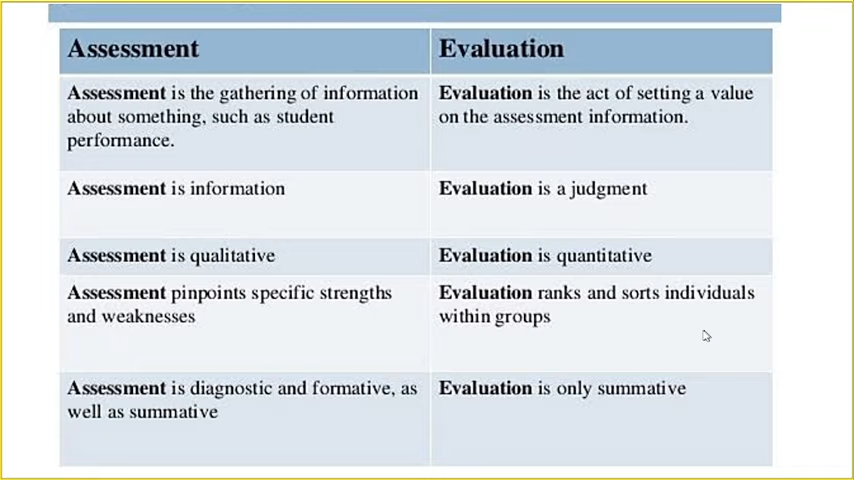 Assessment
Evaluation
Assessment is the gathering of information
about something, such as student
performance.
Evaluation is the act of setting a value
on the assessment information.
Assessment is information
Evaluation is a judgment
Assessment is qualitative
Evaluation is quantitative
Assessment pinpoints specific strengths
and weaknesses
Evaluation ranks and sorts individuals
within groups
Assessment is diagnostic and formative, as
well as summative
Evaluation is only summative